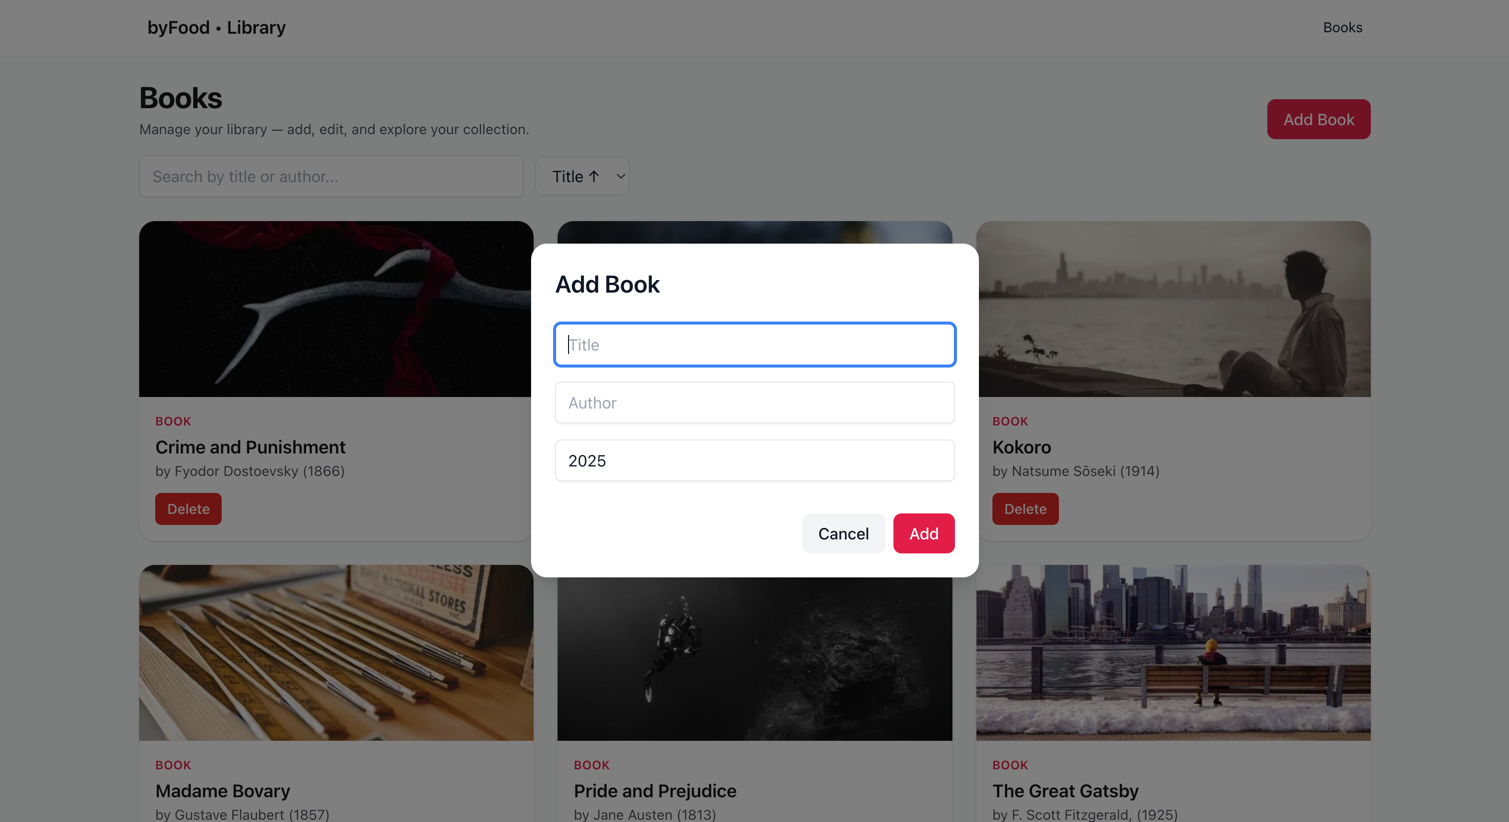 byFood • Library
Books
Books
Manage your library — add, edit, and explore your collection.
Add Book
Search by title or author...
Title ↑
Add Book
Title
Author
2025
Cancel
Add
BOOK
Crime and Punishment
by Fyodor Dostoevsky (1866)
Delete
BOOK
Kokoro
by Natsume Sōseki (1914)
Delete
NATIONAL STORES
BOOK
Madame Bovary
by Gustave Flaubert (1857)
BOOK
Pride and Prejudice
by Jane Austen (1813)
BOOK
The Great Gatsby
by F. Scott Fitzgerald, (1925)